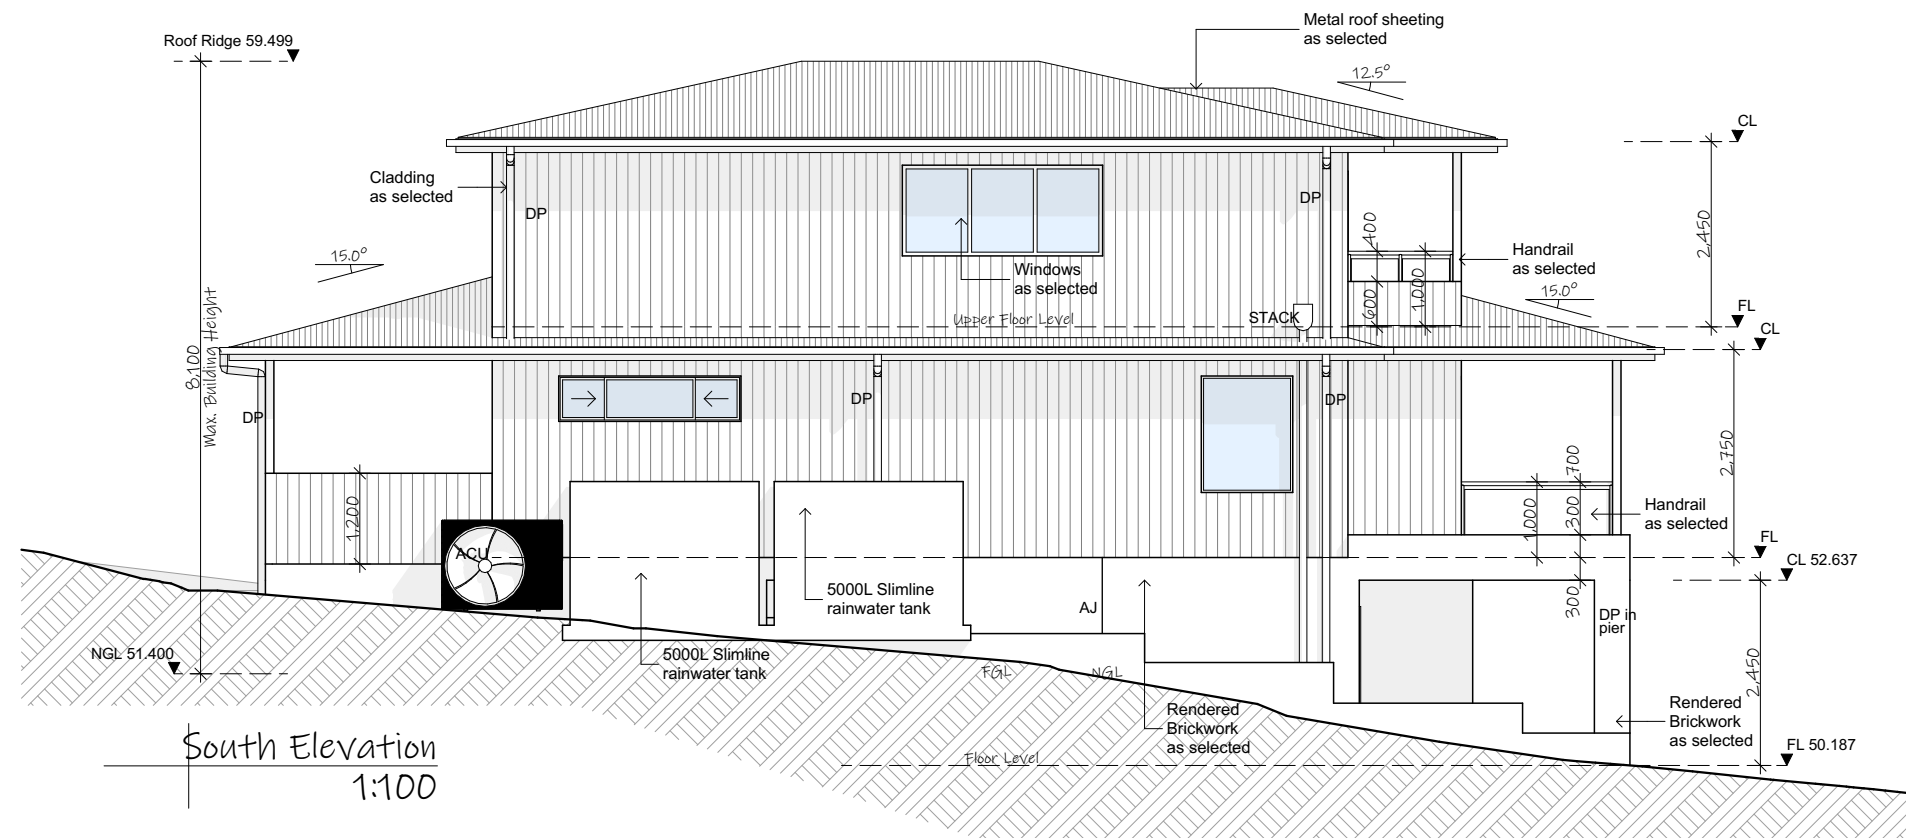 Metal roof sheeting
as selected
Roof Ridge 59.499
12.5°
CL
Cladding
as selected
DP
DP
400
2,450
Handrail
as selected
15.0°
Windows
as selected
1,000
600
15.0°
Upper Floor Level
STACK
FL
CL
8,100
Max. Building Height
DP
DP
DP
2,750
700
1,200
1,000
300
Handrail
as selected
ACU
FL
CL 52.637
5000L Slimline
rainwater tank
AJ
300
DP in
pier
NGL 51.400
5000L Slimline
rainwater tank
FGL
NGL
2,450
Rendered
Brickwork
as selected
Rendered
Brickwork
as selected
South Elevation
1:100
Floor Level
FL 50.187